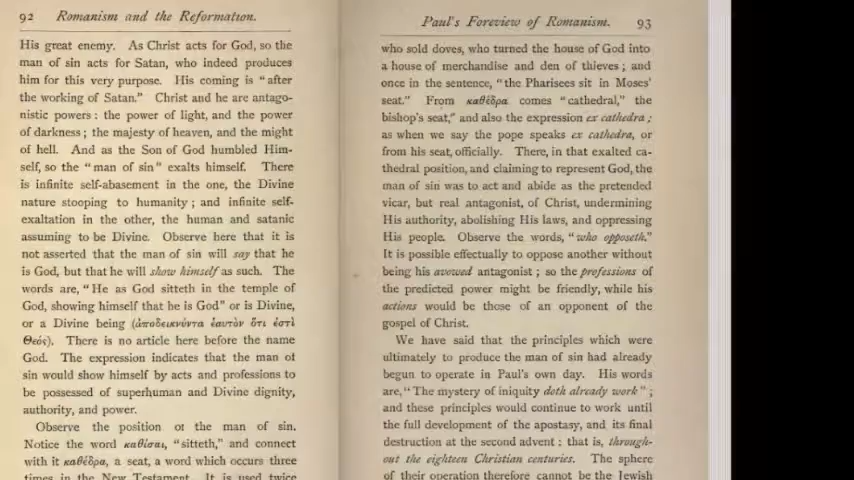 92 Romanism and the Reformation.
His great enemy. As Christ acts for God, so the
man of sin acts for Satan, who indeed produces
him for this very purpose. His coming is “after
the working of Satan.” Christ and he are antago-
nistic powers: the power of light, and the power
of darkness; the majesty of heaven, and the might
of hell. And as the Son of God humbled Him-
self, so the “man of sin” exalts himself. There
is infinite self-abasement in the one, the Divine
nature stooping to humanity; and infinite self-
exaltation in the other, the human and satanic
assuming to be Divine. Observe here that it is
not asserted that the man of sin will say that he
is God, but that he will show himself as such. The
words are, “He as God sitteth in the temple of
God, showing himself that he is God” or is Divine,
or a Divine being (ἀποδεικνύντα ἑαυτὸν ὅτι ἐστὶ
Θεός). There is no article here before the name
God. The expression indicates that the man of
sin would show himself by acts and professions to
be possessed of superhuman and Divine dignity,
authority, and power.
Observe the position of the man of sin.
Notice the word καθίσαι, “sitteth,” and connect
with it καθέδρα, a seat, a word which occurs three
times in the New Testament. It is used twice
Paul's Foreview of Romanism. 93
who sold doves, who turned the house of God into
a house of merchandise and den of thieves; and
once in the sentence, “the Pharisees sit in Moses'
seat.” From καθέδρα comes “cathedral,” the
bishop's seat,” and also the expression ex cathedra;
as when we say the pope speaks ex cathedra, or
from his seat, officially. There, in that exalted ca-
thedral position, and claiming to represent God, the
man of sin was to act and abide as the pretended
vicar, but real antagonist, of Christ, undermining
His authority, abolishing His laws, and oppressing
His people. Observe the words, “who opposeth.”
It is possible effectually to oppose another without
being his avowed antagonist; so the professions of
the predicted power might be friendly, while his
actions would be those of an opponent of the
gospel of Christ.
We have said that the principles which were
ultimately to produce the man of sin had already
begun to operate in Paul's own day. His words
are, “The mystery of iniquity doth already work”;
and these principles would continue to work until
the full development of the apostasy, and its final
destruction at the second advent: that is, through-
out the eighteen Christian centuries. The sphere
of their operation therefore cannot be the Jewish